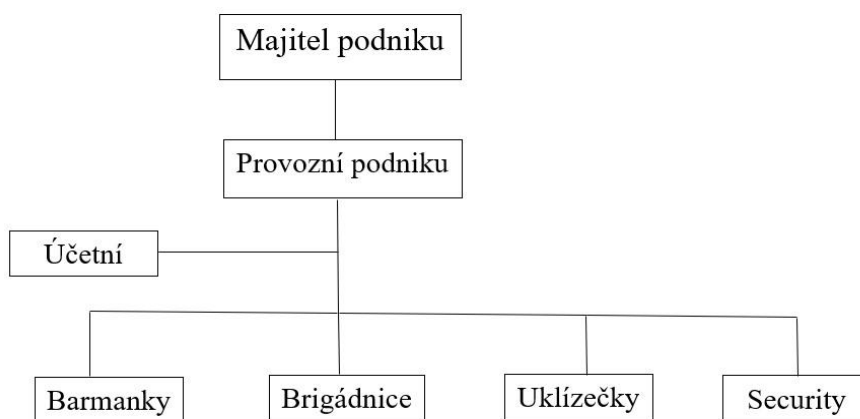 Majitel podniku
Provozní podniku
Účetní
Barmanky
Brigádnice
Uklízečky
Security